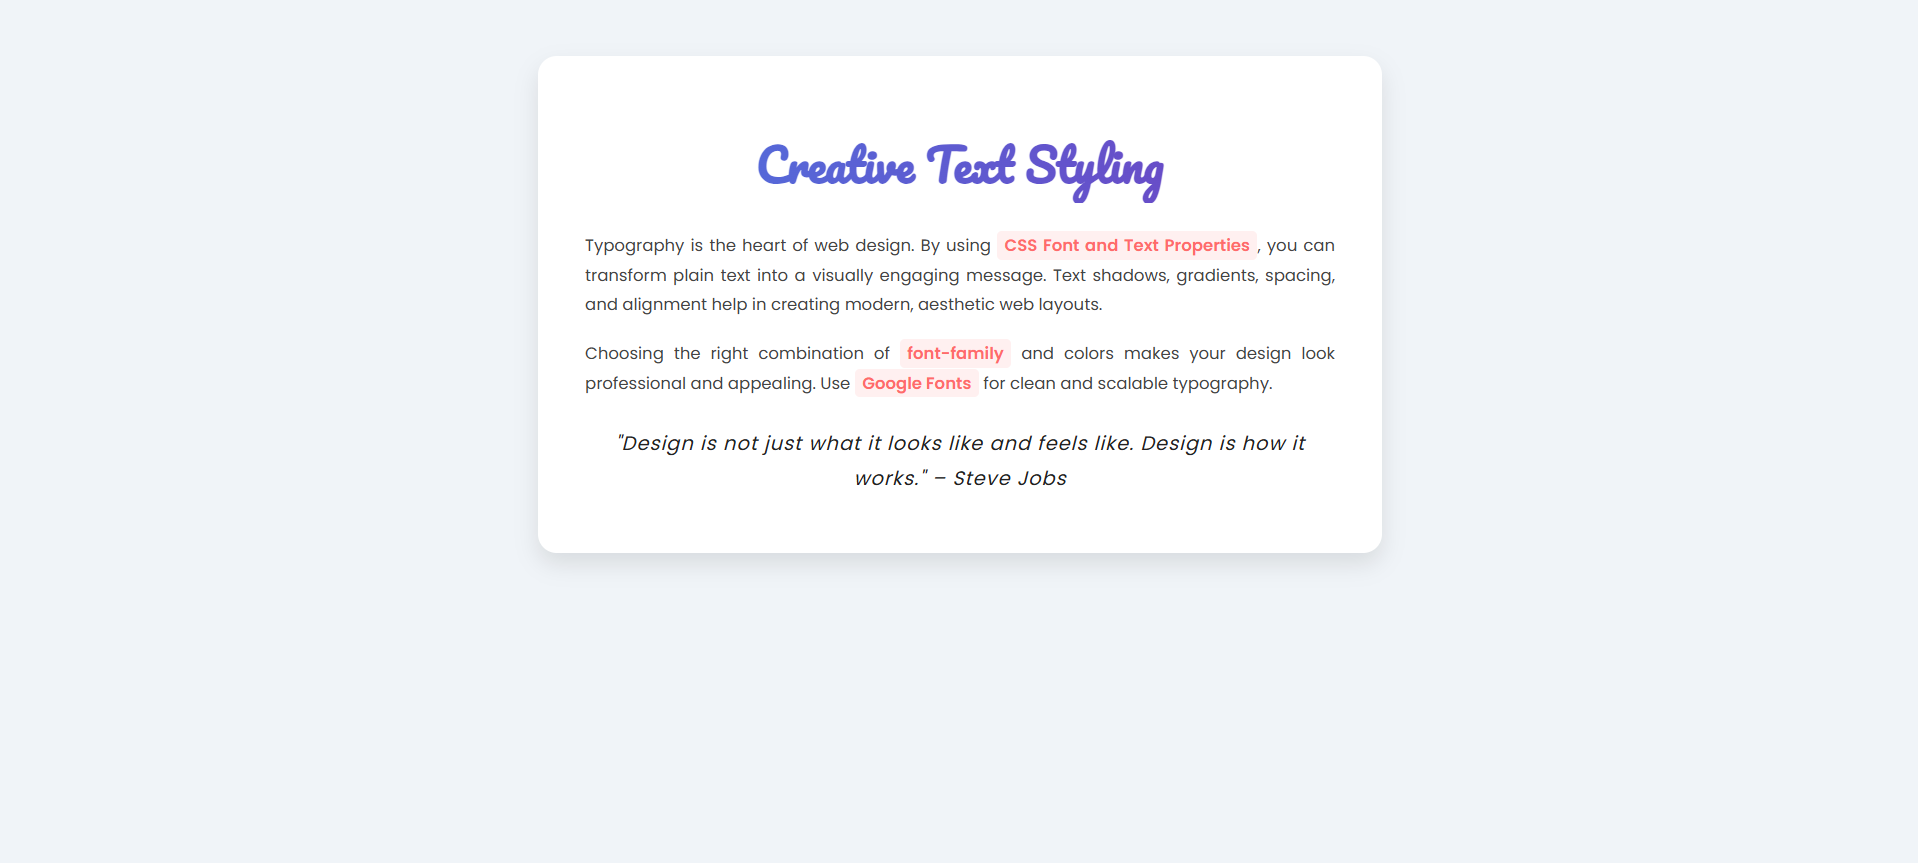 Creative Text Styling
Typography is the heart of web design. By using CSS Font and Text Properties, you can
transform plain text into a visually engaging message. Text shadows, gradients, spacing,
and alignment help in creating modern, aesthetic web layouts.
Choosing the right combination of font-family and colors makes your design look
professional and appealing. Use Google Fonts for clean and scalable typography.
"Design is not just what it looks like and feels like. Design is how it
works." – Steve Jobs